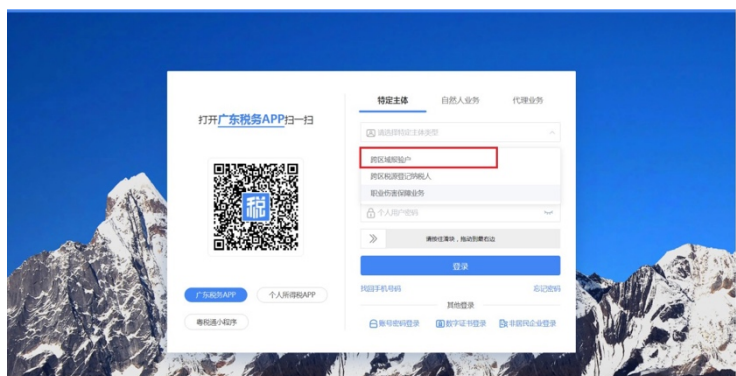 打开广东税务APP扫一扫
税
广东税务APP
个人所得税APP
粤税通小程序
特定主体 自然人业务 代理业务
请选择特定主体类型
跨区域报验户
跨区税源登记纳税人
职业伤害保障业务
个人用户密码
请按住滑块，拖动到最右边
登录
找回手机号码 忘记密码
其他登录
账号密码登录 数字证书登录 非居民企业登录